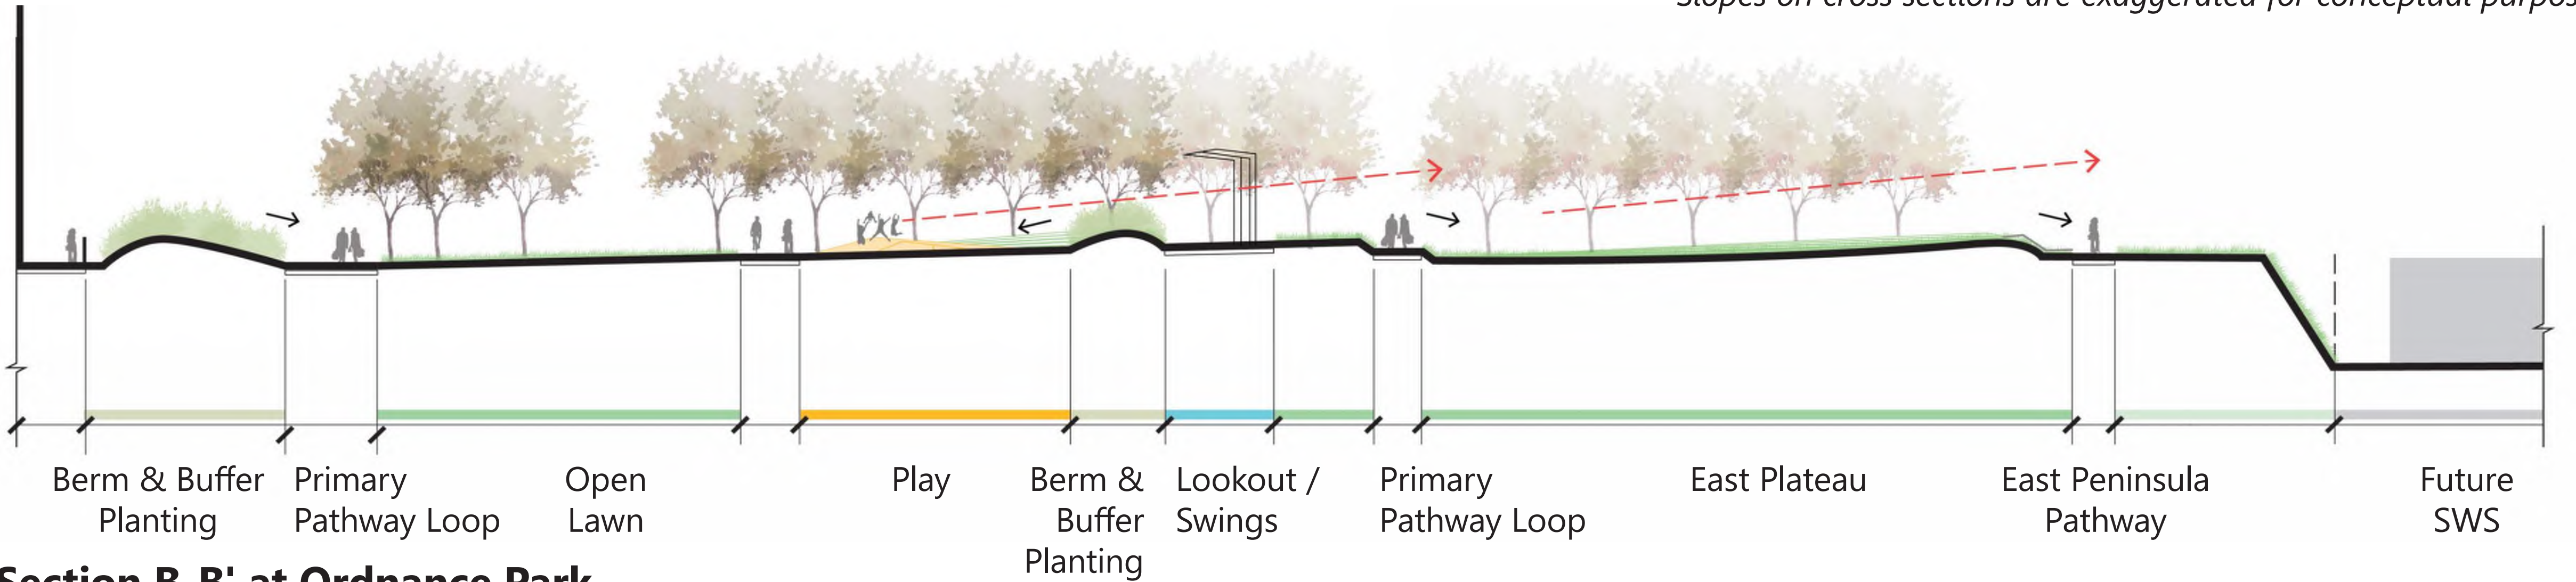 Slopes on cross sections are exaggerated for conceptual
Berm & Buffer
Planting
Primary
Pathway Loop
Open
Lawn
Play
Berm &
Buffer
Planting
Lookout /
Swings
Primary
Pathway Loop
East Plateau
East Peninsula
Pathway
Future
SWS
Section B-B' at Ordnance Park